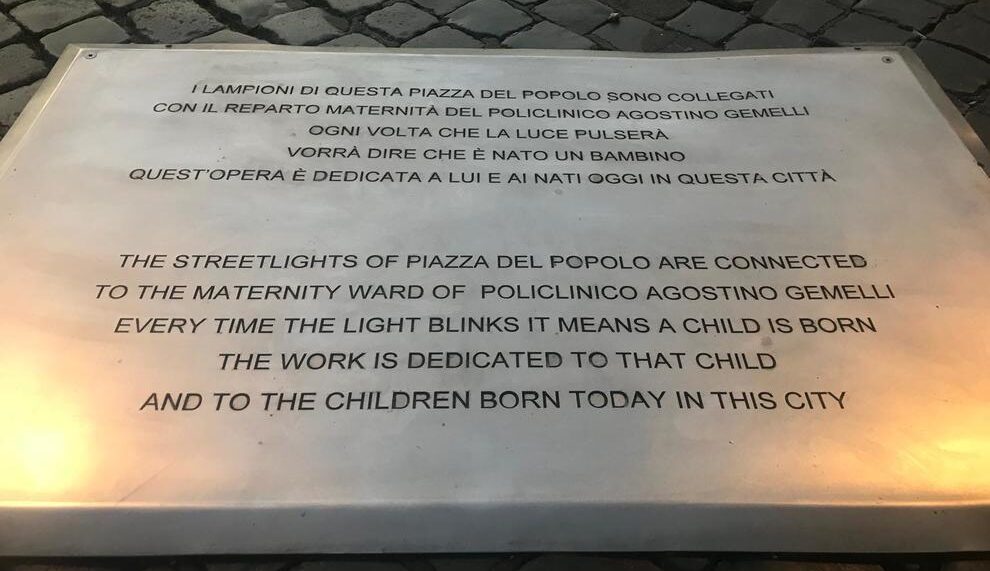 I LAMPIONI DI QUESTA PIAZZA DEL POPOLO SONO COLLEGATI
CON IL REPARTO MATERNITÀ DEL POLICLINICO AGOSTINO GEMELLI
OGNI VOLTA CHE LA LUCE PULSERÀ
VORRÀ DIRE CHE È NATO UN BAMBINO
QUEST'OPERA È DEDICATA A LUI E AI NATI OGGI IN QUESTA CITTÀ
THE STREETLIGHTS OF PIAZZA DEL POPOLO ARE CONNECTED
TO THE MATERNITY WARD OF POLICLINICO AGOSTINO GEMELLI
EVERY TIME THE LIGHT BLINKS IT MEANS A CHILD IS BORN
THE WORK IS DEDICATED TO THAT CHILD
AND TO THE CHILDREN BORN TODAY IN THIS CITY